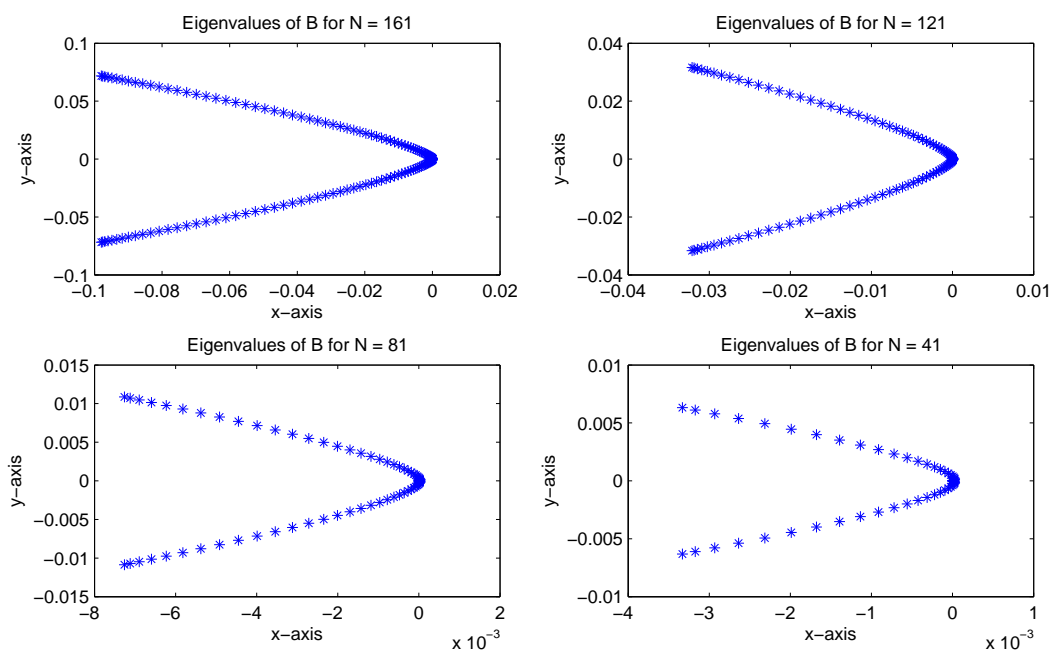 Eigenvalues of B for N = 161
0.1
0.05
0
−0.05
−0.1
−0.1 −0.08 −0.06 −0.04 −0.02 0 0.02
x−axis
y−axis
Eigenvalues of B for N = 121
0.04
0.02
0
−0.02
−0.04
−0.04 −0.03 −0.02 −0.01 0 0.01
x−axis
y−axis
Eigenvalues of B for N = 81
0.015
0.01
0.005
0
−0.005
−0.01
−0.015
−8 −6 −4 −2 0 2
x−axis
x 10−3
y−axis
Eigenvalues of B for N = 41
0.01
0.005
0
−0.005
−0.01
−4 −3 −2 −1 0 1
x−axis
x 10−3
y−axis